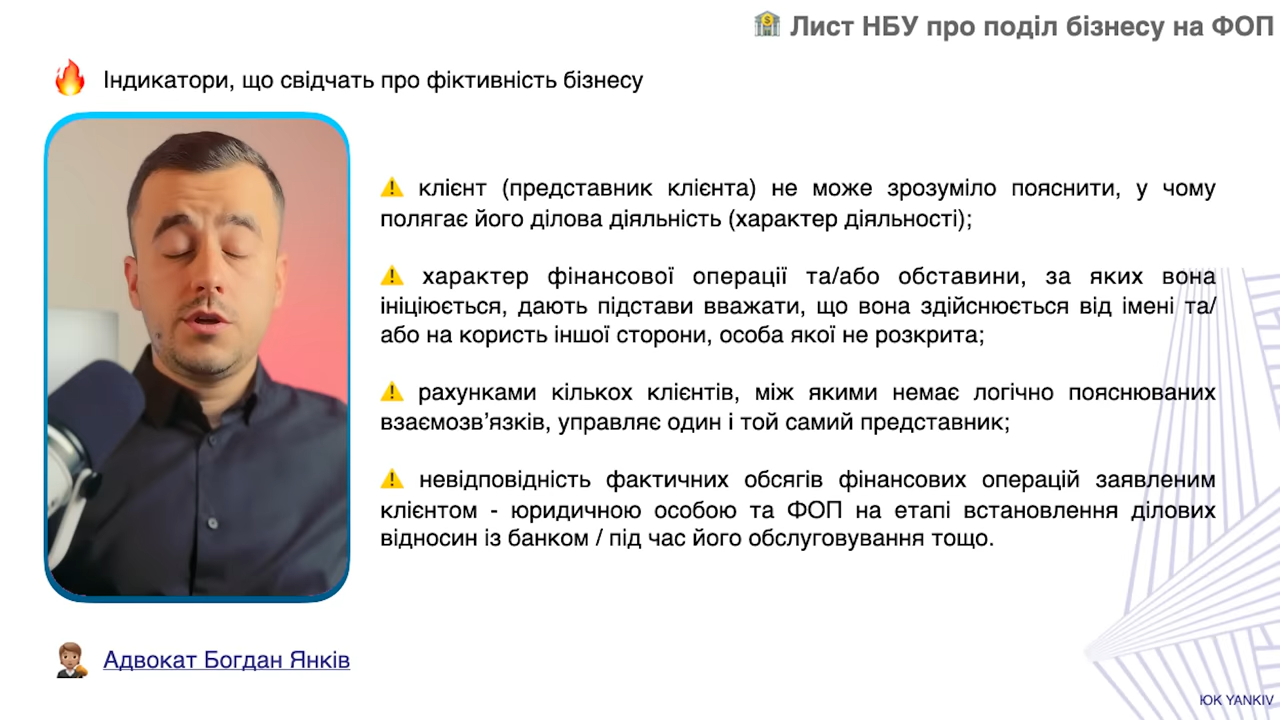 Лист НБУ про поділ бізнесу на ФОП
Індикатори, що свідчать про фіктивність бізнесу
клієнт (представник клієнта) не може зрозуміло пояснити, у чому
полягає його ділова діяльність (характер діяльності);
характер фінансової операції та/або обставини, за яких вона
ініціюється, дають підстави вважати, що вона здійснюється від імені та/
або на користь іншої сторони, особа якої не розкрита;
рахунками кількох клієнтів, між якими немає логічно пояснюваних
взаємозв’язків, управляє один і той самий представник;
невідповідність фактичних обсягів фінансових операцій заявленим
клієнтом - юридичною особою та ФОП на етапі встановлення ділових
відносин із банком / під час його обслуговування тощо.
Адвокат Богдан Янків
ЮК YANKIV